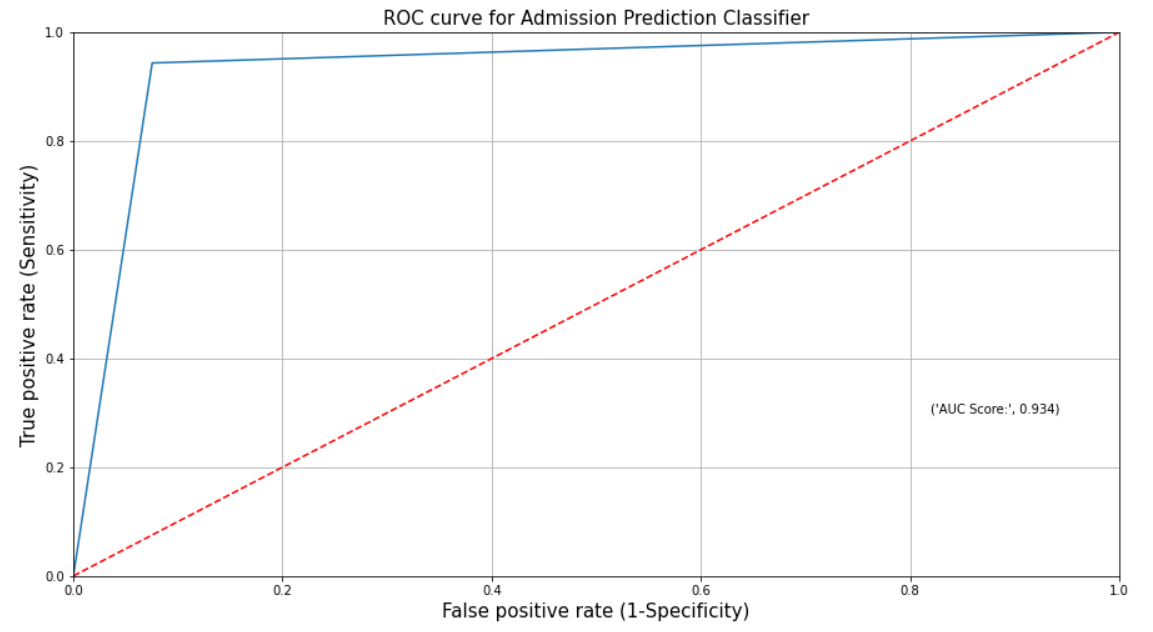 ROC curve for Admission Prediction Classifier
1.0
0.8
0.6
0.4
0.2
0.0
True positive rate (Sensitivity)
('AUC Score:', 0.934)
0.0 0.2 0.4 0.6 0.8 1.0
False positive rate (1-Specificity)